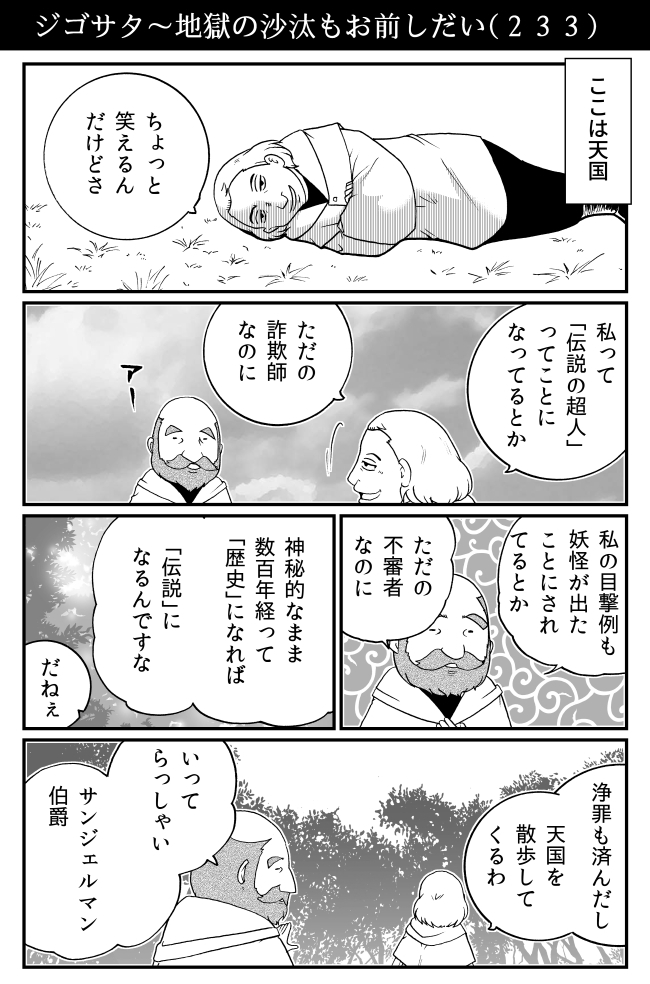 ジゴサタ～地獄の沙汰もお前しだい(２３３)
ここは天国
ちょっと
笑えるん
だけどさ
私って
「伝説の超人」
ってことに
なってるとか
ただの
詐欺師
なのに
アー
私の目撃例も
妖怪が出た
ことにされ
てるとか
ただの
不審者
なのに
神秘的なまま
数百年経って
「歴史」になれば
「伝説」に
なるんですな
だねぇ
浄罪も済んだし
天国を
散歩して
くるわ
いって
らっしゃい
サンジェルマン
伯爵